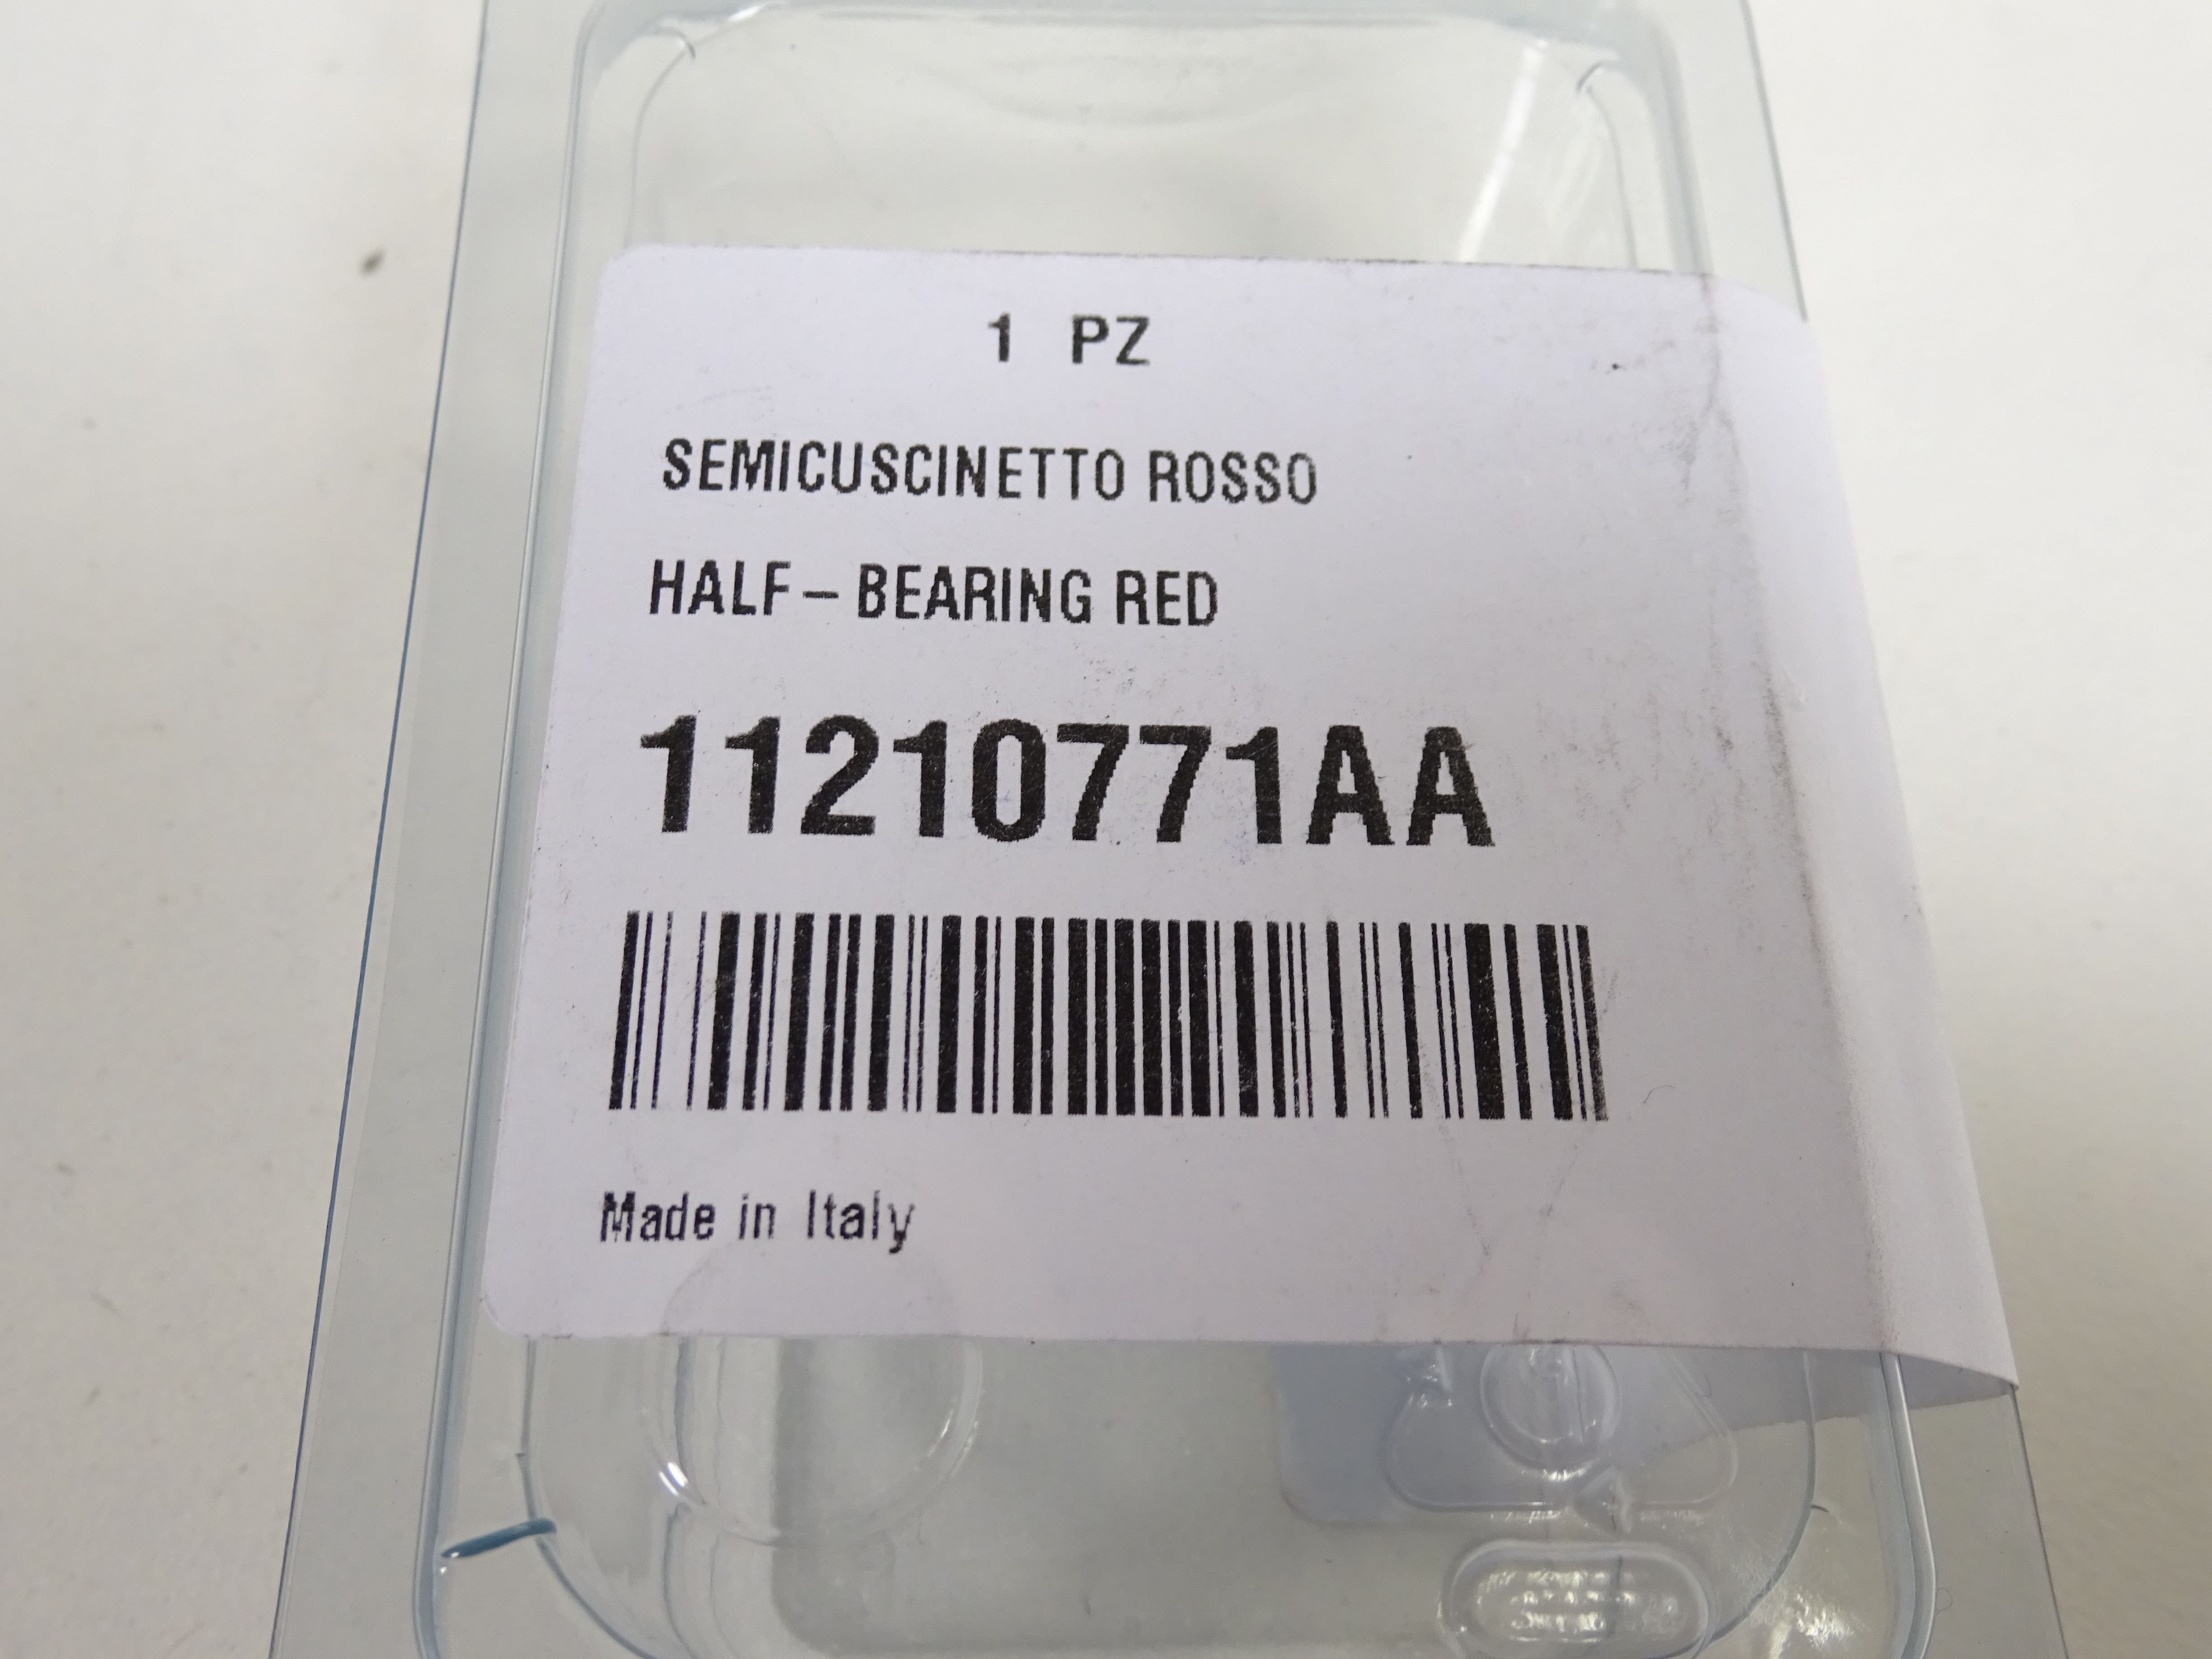 1 PZ
SEMICUSCINETTO ROSSO
HALF-BEARING RED
11210771AA
Made in Italy